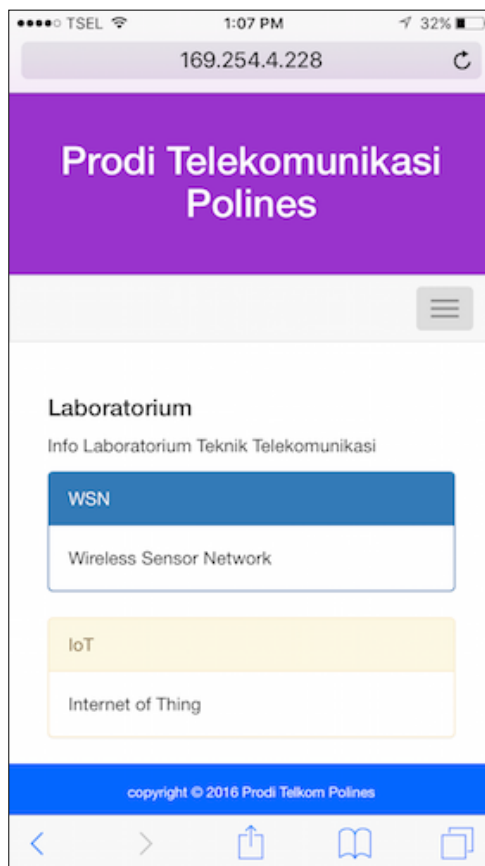 TSEL 1:07 PM 32%
169.254.4.228
Prodi Telekomunikasi
Polines
Laboratorium
Info Laboratorium Teknik Telekomunikasi
WSN
Wireless Sensor Network
IoT
Internet of Thing
copyright © 2016 Prodi Telkom Polines